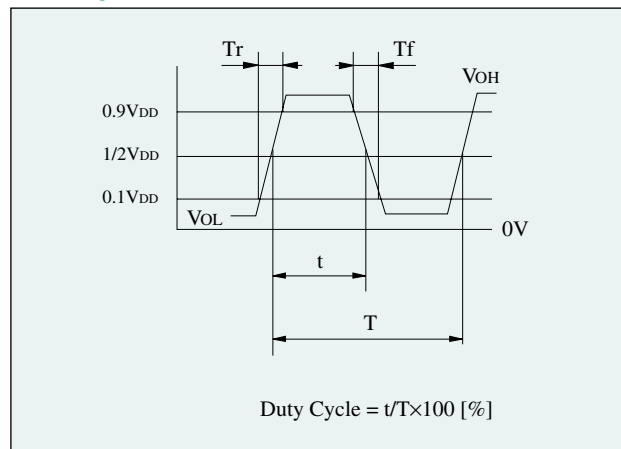 Tr Tf
VOH
0.9VDD
1/2VDD
0.1VDD
VOL
0V
t
T
Duty Cycle = t/T×100 [%]